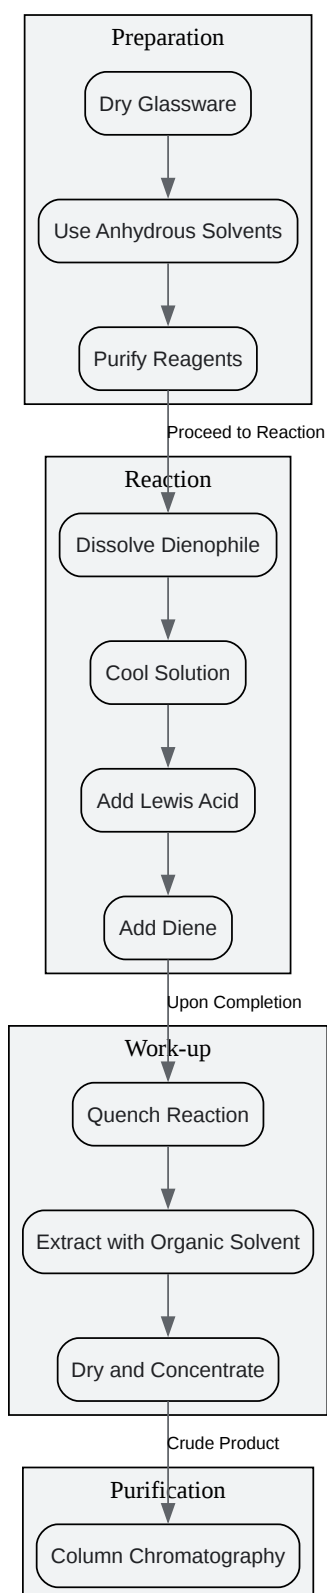 Preparation
Dry Glassware
Use Anhydrous Solvents
Purify Reagents
Proceed to Reaction
Reaction
Dissolve Dienophile
Cool Solution
Add Lewis Acid
Add Diene
Upon Completion
Work-up
Quench Reaction
Extract with Organic Solvent
Dry and Concentrate
Crude Product
Purification
Column Chromatography